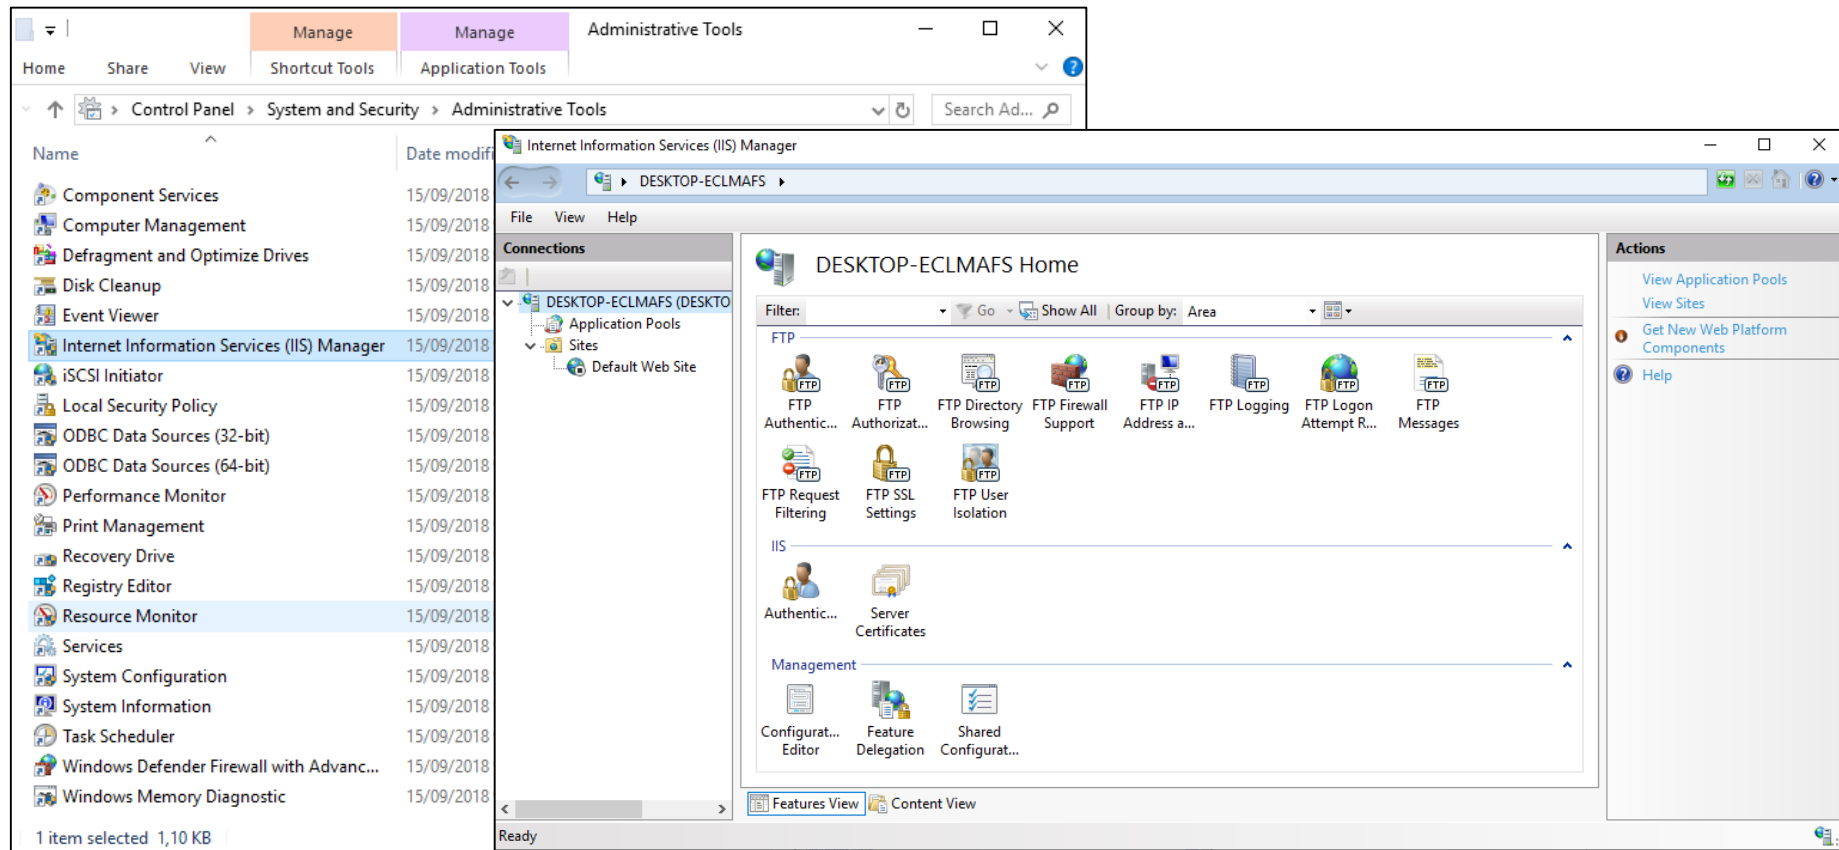 Manage
Manage
Administrative Tools
Home Share View Shortcut Tools Application Tools
Control Panel System and Security Administrative Tools Search Ad...
Name Date modifi
Component Services 15/09/2018
Computer Management 15/09/2018
Defragment and Optimize Drives 15/09/2018
Disk Cleanup 15/09/2018
Event Viewer 15/09/2018
Internet Information Services (IIS) Manager 15/09/2018
iSCSI Initiator 15/09/2018
Local Security Policy 15/09/2018
ODBC Data Sources (32-bit) 15/09/2018
ODBC Data Sources (64-bit) 15/09/2018
Performance Monitor 15/09/2018
Print Management 15/09/2018
Recovery Drive 15/09/2018
Registry Editor 15/09/2018
Resource Monitor 15/09/2018
Services 15/09/2018
System Configuration 15/09/2018
System Information 15/09/2018
Task Scheduler 15/09/2018
Windows Defender Firewall with Advanc... 15/09/2018
Windows Memory Diagnostic 15/09/2018
1 item selected 1,10 KB
Internet Information Services (IIS) Manager
DESKTOP-ECLMAFS
File View Help
Connections
DESKTOP-ECLMAFS (DESKTO
Application Pools
Sites
Default Web Site
DESKTOP-ECLMAFS Home
Filter: Go Show All Group by: Area
FTP
FTP
Authentic...
FTP
Authorizat...
FTP Directory
Browsing
FTP Firewall
Support
FTP IP
Address a...
FTP Logging
FTP Logon
Attempt R...
FTP
Messages
FTP Request
Filtering
FTP SSL
Settings
FTP User
Isolation
IIS
Authentic...
Server
Certificates
Management
Configurat...
Editor
Feature
Delegation
Shared
Configurat...
Features View Content View
Ready
Actions
View Application Pools
View Sites
Get New Web Platform
Components
Help